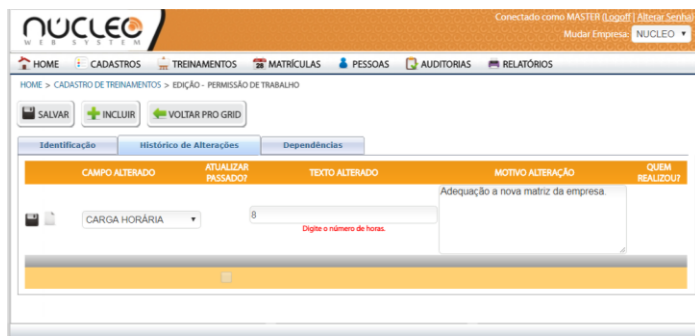 Conectado como MASTER (Logoff | Alterar Senha)
NÚCLEO
WEB SYSTEM
Mudar Empresa: NUCLEO
HOME CADASTROS TREINAMENTOS MATRÍCULAS PESSOAS AUDITORIAS RELATÓRIOS
HOME > CADASTRO DE TREINAMENTOS > EDIÇÃO - PERMISSÃO DE TRABALHO
SALVAR INCLUIR VOLTAR PRO GRID
Identificação Histórico de Alterações Dependências
CAMPO ALTERADO ATUALIZAR PASSADO? TEXTO ALTERADO MOTIVO ALTERAÇÃO QUEM REALIZOU?
Adequação a nova matriz da empresa.
CARGA HORÁRIA 8
Digite o número de horas.